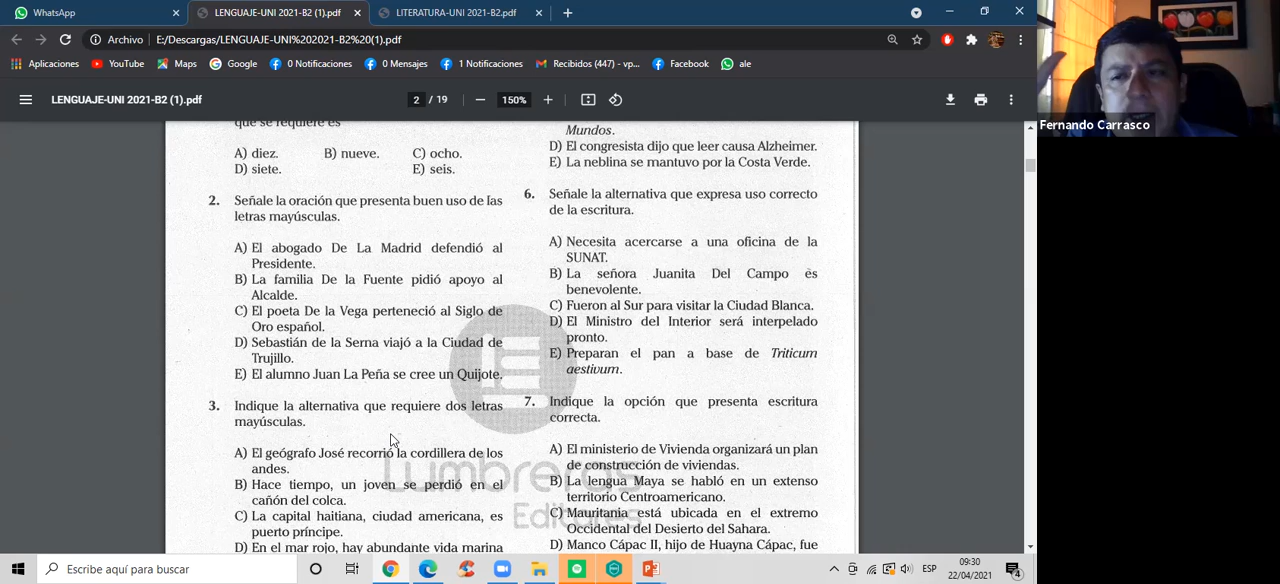 WhatsApp
LENGUAJE-UNI 2021-B2 (1).pdf
LITERATURA-UNI 2021-B2.pdf
Archivo
E:/Descargas/LENGUAJE-UNI%202021-B2%20(1).pdf
Aplicaciones
YouTube
Maps
Google
0 Notificaciones
0 Mensajes
1 Notificaciones
Recibidos (447) - vp...
Facebook
ale
LENGUAJE-UNI 2021-B2 (1).pdf
2 / 19
150%
Fernando Carrasco
que se requiere es
A) diez. B) nueve. C) ocho.
D) siete. E) seis.
2. Señale la oración que presenta buen uso de las
letras mayúsculas.
A) El abogado De La Madrid defendió al
Presidente.
B) La familia De la Fuente pidió apoyo al
Alcalde.
C) El poeta De la Vega perteneció al Siglo de
Oro español.
D) Sebastián de la Serna viajó a la Ciudad de
Trujillo.
E) El alumno Juan La Peña se cree un Quijote.
3. Indique la alternativa que requiere dos letras
mayúsculas.
A) El geógrafo José recorrió la cordillera de los
andes.
B) Hace tiempo, un joven se perdió en el
cañón del colca.
C) La capital haitiana, ciudad americana, es
puerto príncipe.
D) En el mar rojo, hay abundante vida marina
Mundos.
D) El congresista dijo que leer causa Alzheimer.
E) La neblina se mantuvo por la Costa Verde.
6. Señale la alternativa que expresa uso correcto
de la escritura.
A) Necesita acercarse a una oficina de la
SUNAT.
B) La señora Juanita Del Campo es
benevolente.
C) Fueron al Sur para visitar la Ciudad Blanca.
D) El Ministro del Interior será interpelado
pronto.
E) Preparan el pan a base de Triticum
aestivum.
7. Indique la opción que presenta escritura
correcta.
A) El ministerio de Vivienda organizará un plan
de construcción de viviendas.
B) La lengua Maya se habló en un extenso
territorio Centroamericano.
C) Mauritania está ubicada en el extremo
Occidental del Desierto del Sahara.
D) Manco Cápac II, hijo de Huayna Cápac, fue
Lumbreras
Editores
Escribe aquí para buscar
ESP
09:30
22/04/2021
4